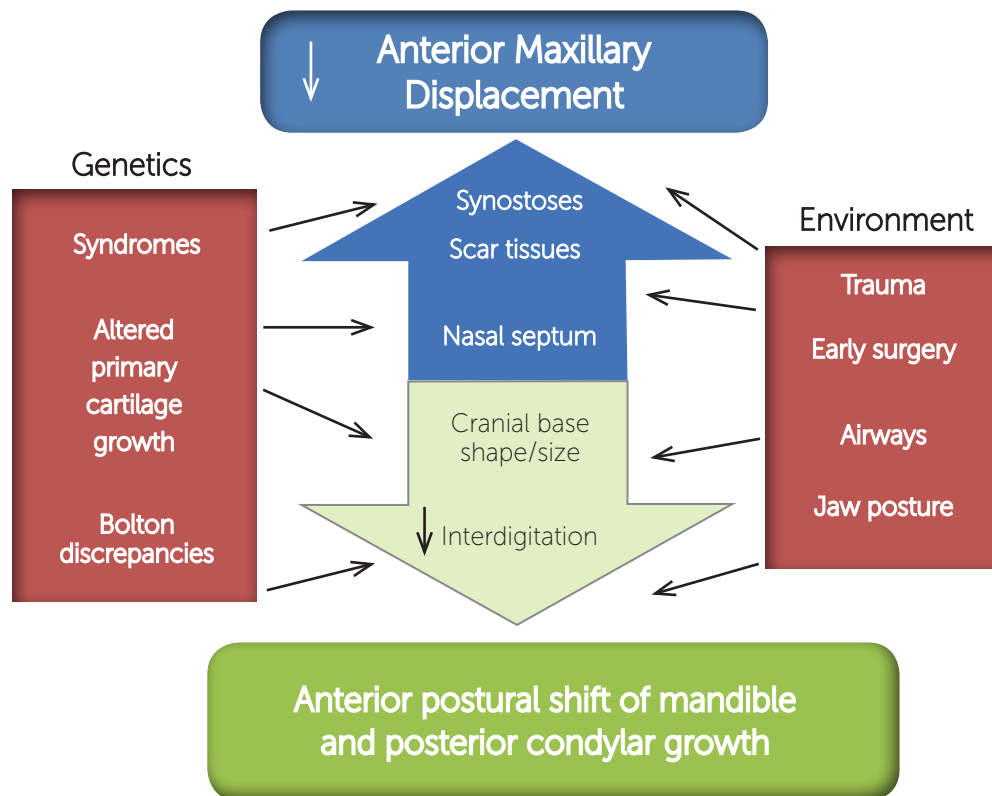 Anterior Maxillary
Displacement
Genetics
Syndromes
Altered
primary
cartilage
growth
Bolton
discrepancies
Synostoses
Scar tissues
Nasal septum
Cranial base
shape/size
Interdigitation
Environment
Trauma
Early surgery
Airways
Jaw posture
Anterior postural shift of mandible
and posterior condylar growth